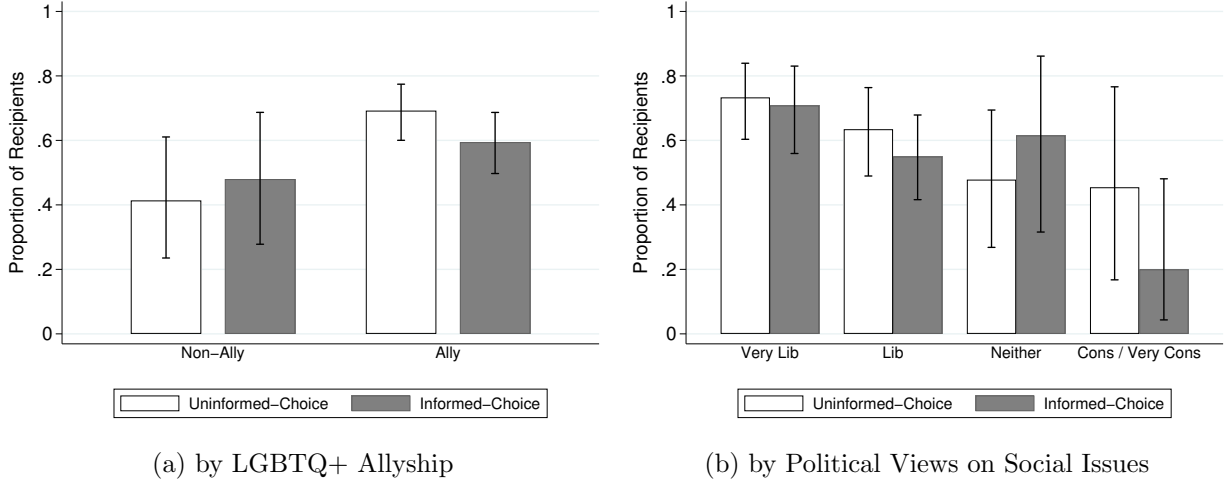 Proportion of Recipients
1
.8
.6
.4
.2
0
Non−Ally Ally
Uninformed−Choice Informed−Choice
(a) by LGBTQ+ Allyship
Proportion of Recipients
1
.8
.6
.4
.2
0
Very Lib Lib Neither Cons / Very Cons
Uninformed−Choice Informed−Choice
(b) by Political Views on Social Issues